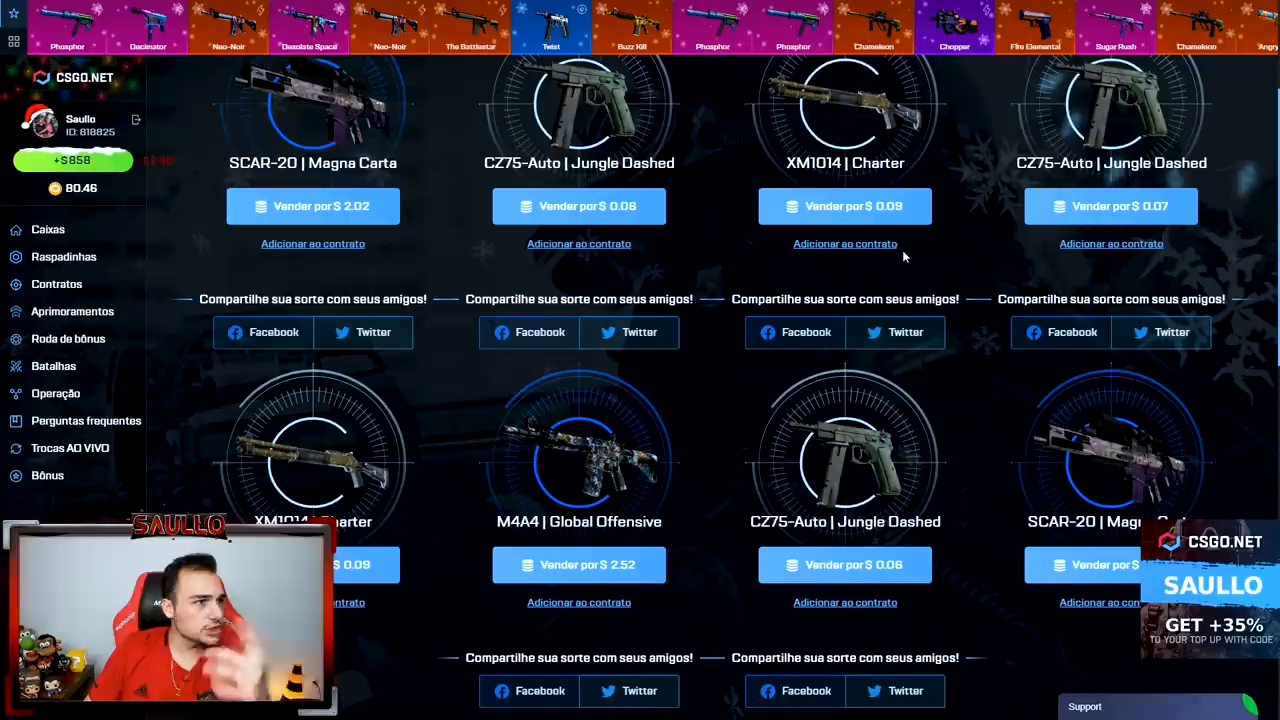 Phosphor
Decimator
Neo-Noir
Desolate Space
Neo-Noir
The Battlestar
Twist
Buzz Kill
Phosphor
Phosphor
Chameleon
Chopper
Fire Elemental
Sugar Rush
Chameleon
Angry
CSGO.NET
Saullo
ID: 818825
+$858
80.46
Caixas
Raspadinhas
Contratos
Aprimoramentos
Roda de bônus
Batalhas
Operação
Perguntas frequentes
Trocas AO VIVO
Bônus
SCAR-20 | Magna Carta
CZ75-Auto | Jungle Dashed
XM1014 | Charter
CZ75-Auto | Jungle Dashed
Vender por $ 2.02
Vender por $ 0.06
Vender por $ 0.09
Vender por $ 0.07
Adicionar ao contrato
Adicionar ao contrato
Adicionar ao contrato
Adicionar ao contrato
Compartilhe sua sorte com seus amigos!
Compartilhe sua sorte com seus amigos!
Compartilhe sua sorte com seus amigos!
Compartilhe sua sorte com seus amigos!
Facebook
Twitter
Facebook
Twitter
Facebook
Twitter
Facebook
Twitter
XM1014 | Charter
M4A4 | Global Offensive
CZ75-Auto | Jungle Dashed
SCAR-20 | Magna
$ 0.09
Vender por $ 2.52
Vender por $ 0.06
Vender por $
ntrato
Adicionar ao contrato
Adicionar ao contrato
Adicionar ao
Compartilhe sua sorte com seus amigos!
Compartilhe sua sorte com seus amigos!
Facebook
Twitter
Facebook
Twitter
SAULLO
CSGO.NET
SAULLO
GET +35%
TO YOUR TOP UP WITH CODE
Support